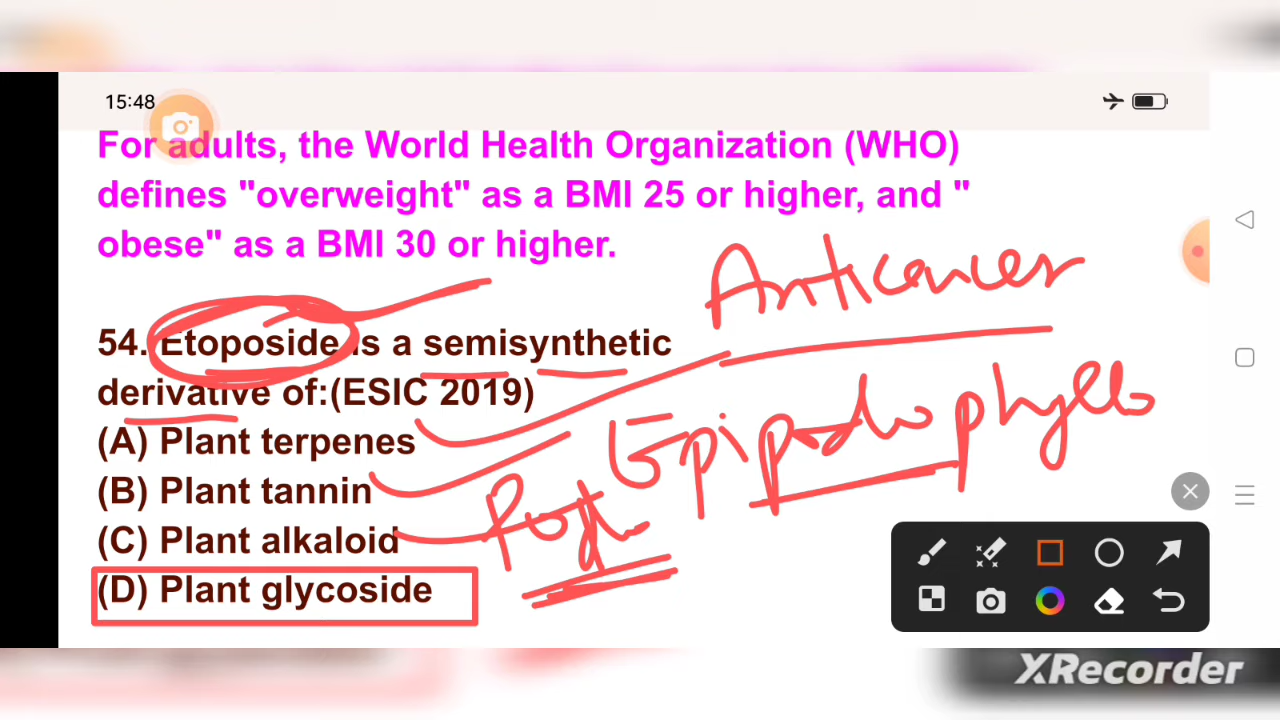 15:48
For adults, the World Health Organization (WHO)
defines "overweight" as a BMI 25 or higher, and "
obese" as a BMI 30 or higher.
Anticancer
54. Etoposide is a semisynthetic
derivative of:(ESIC 2019)
Epipodophyllo
(A) Plant terpenes
(B) Plant tannin
(C) Plant alkaloid
(D) Plant glycoside
XRecorder